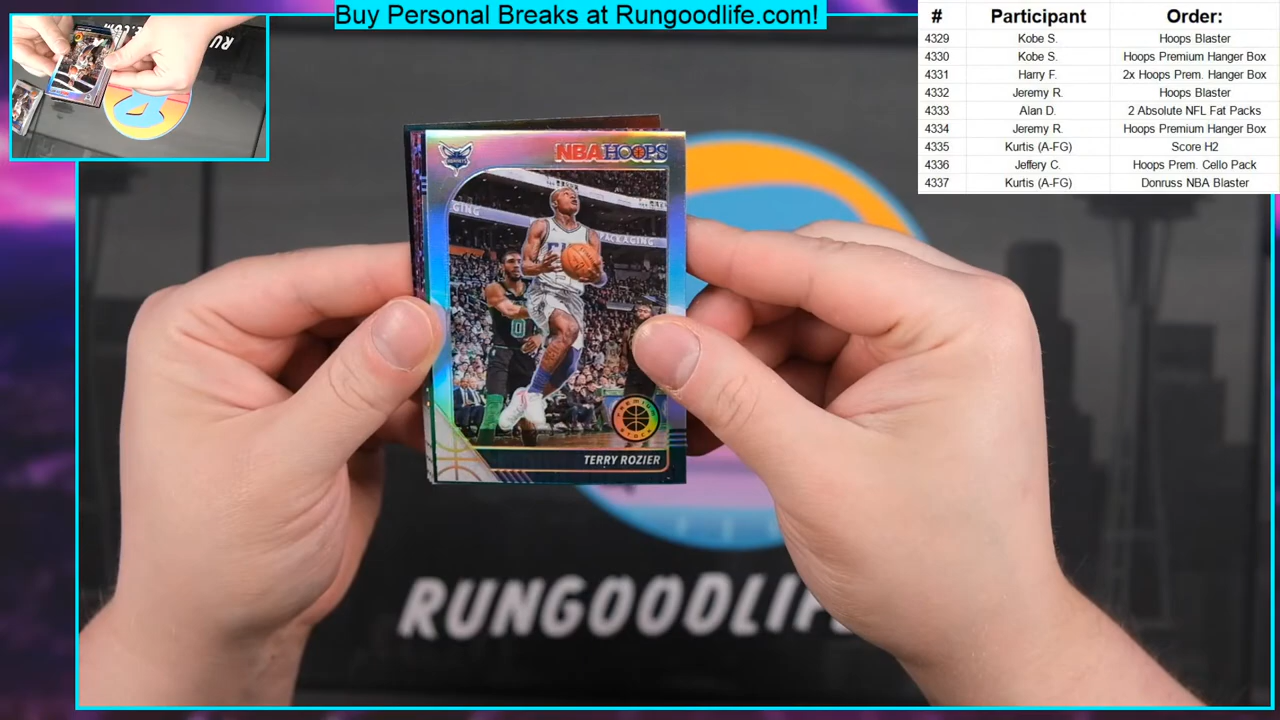 Buy Personal Breaks at Rungoodlife.com!
# Participant Order:
4329 Kobe S. Hoops Blaster
4330 Kobe S. Hoops Premium Hanger Box
4331 Harry F. 2x Hoops Prem. Hanger Box
4332 Jeremy R. Hoops Blaster
4333 Alan D. 2 Absolute NFL Fat Packs
4334 Jeremy R. Hoops Premium Hanger Box
4335 Kurtis (A-FG) Score H2
4336 Jeffery C. Hoops Prem. Cello Pack
4337 Kurtis (A-FG) Donruss NBA Blaster
NBA HOOPS
PACKAGING
PREMIUM STOCK
TERRY ROZIER
RUNGOODLIFE